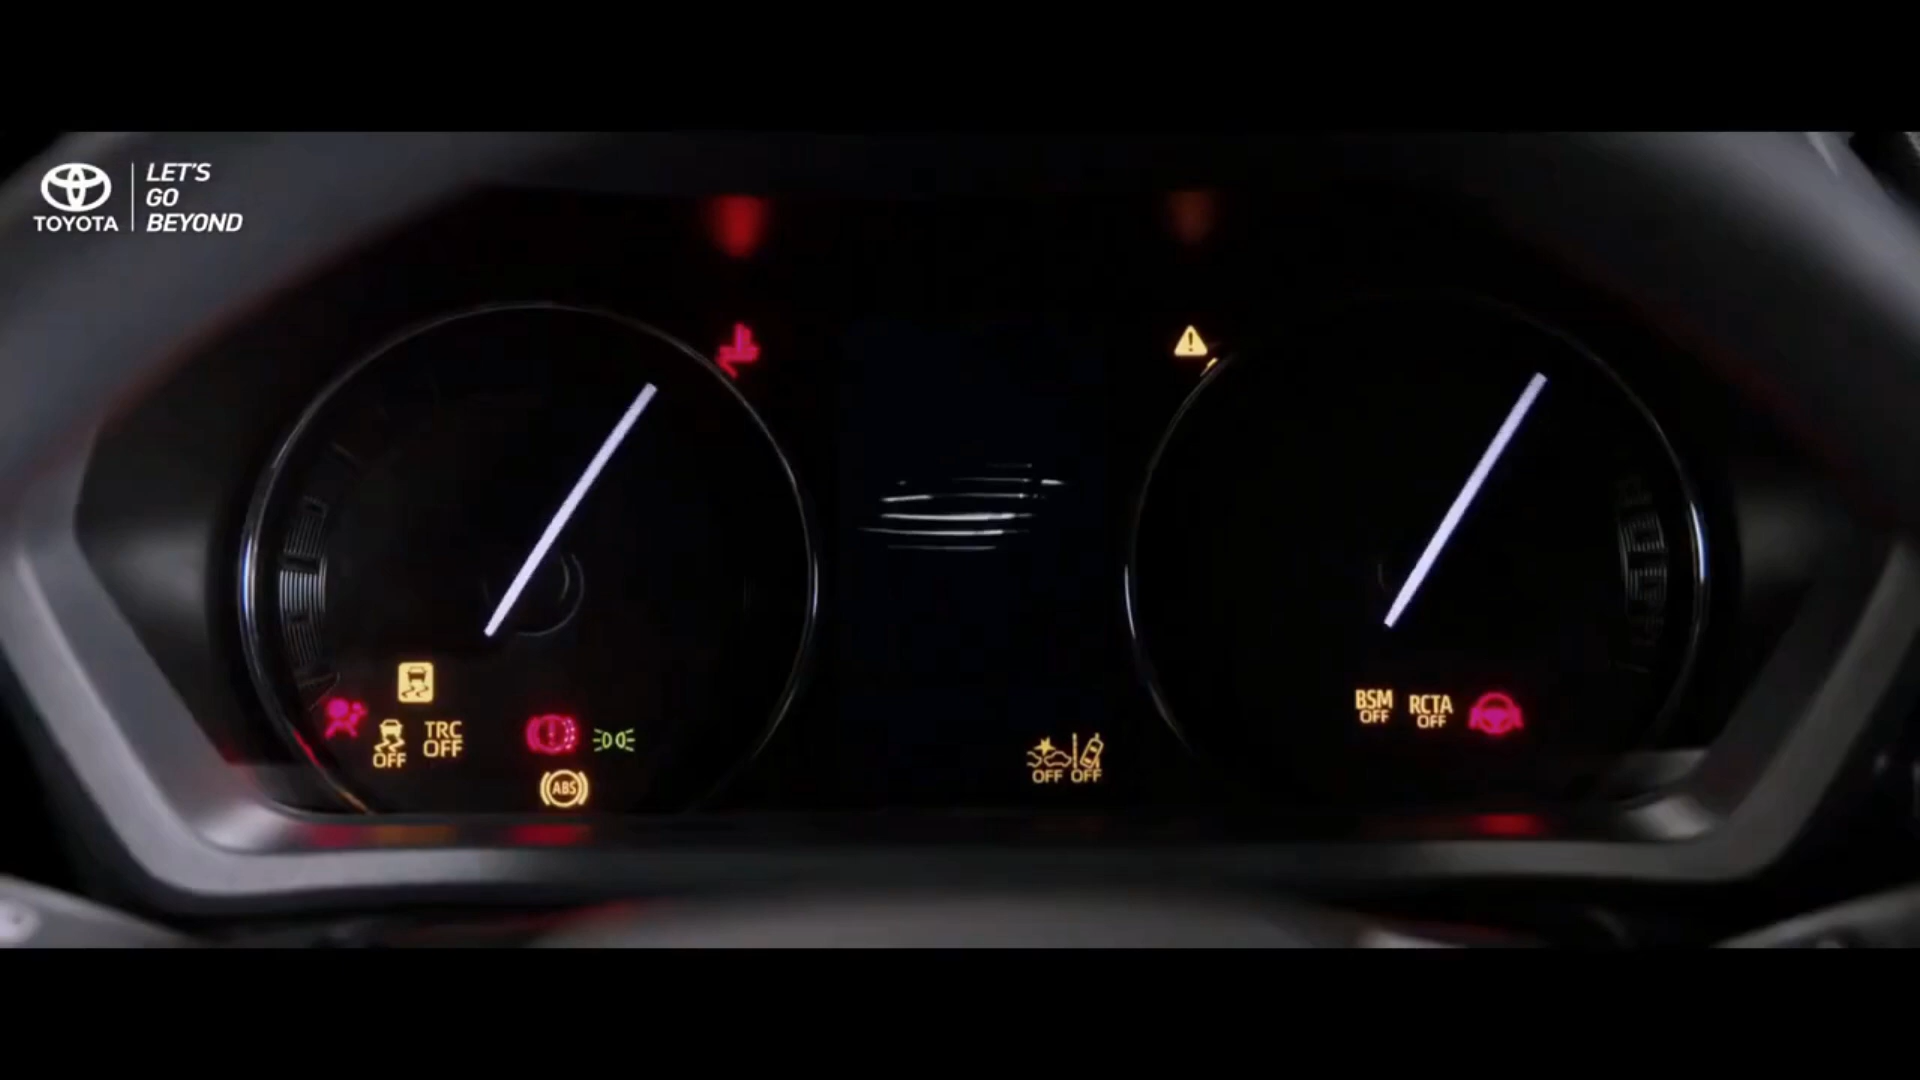 LET'S
GO
BEYOND
TOYOTA
OFF
TRC
OFF
ABS
OFF OFF
BSM
OFF
RCTA
OFF